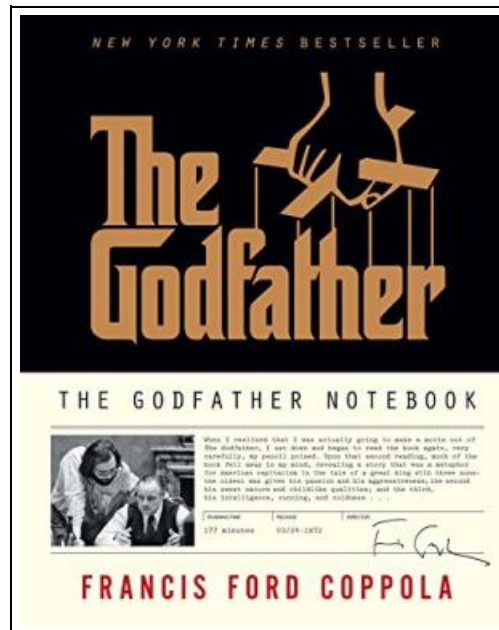 NEW YORK TIMES BESTSELLER
The
Godfather
THE GODFATHER NOTEBOOK
When I realized that I was actually going to make a movie out of
The Godfather, I sat down and began to read the book again, very
carefully, my pencil poised. Upon that second reading, much of the
book fell away in my mind, revealing a story that was a metaphor
for American capitalism in the tale of a great king with three sons:
the oldest was given his passion and his aggressiveness; the second
his sweet nature and childlike qualities; and the third,
his intelligence, cunning, and coldness . . .
RUNNING TIME
RELEASE
DIRECTOR
177 minutes
03/24-1972
FRANCIS FORD COPPOLA